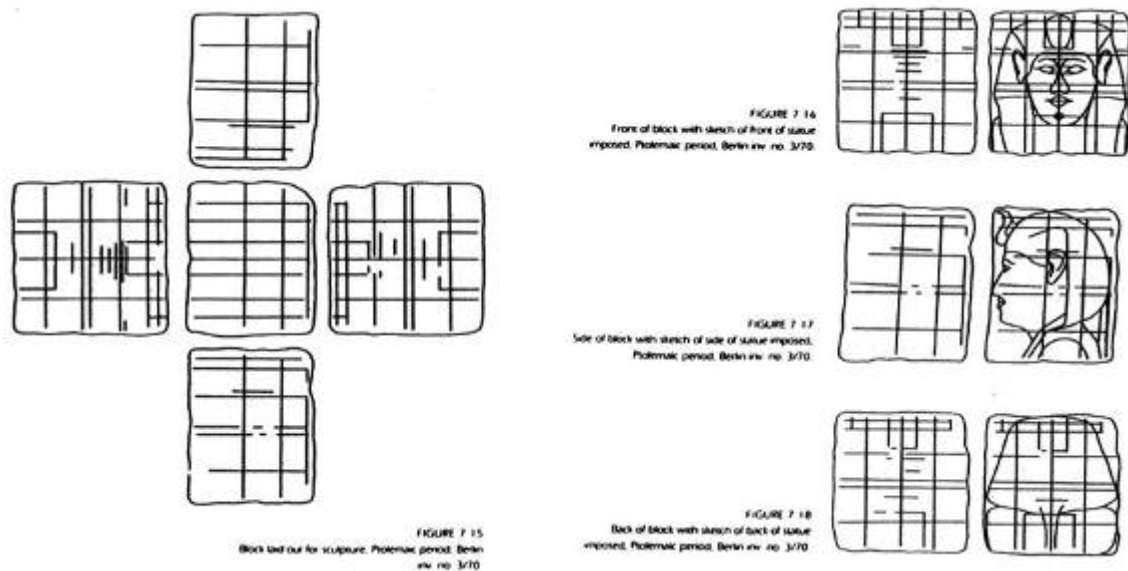 FIGURE 7 15
Block laid out for sculpture, Ptolemaic period, Berlin
inv. no. 3/70.
FIGURE 7 16
Front of block with sketch of front of statue
imposed, Ptolemaic period, Berlin inv. no. 3/70.
FIGURE 7 17
Side of block with sketch of side of statue imposed,
Ptolemaic period, Berlin inv. no. 3/70.
FIGURE 7 18
Back of block with sketch of back of statue
imposed, Ptolemaic period, Berlin inv. no. 3/70.